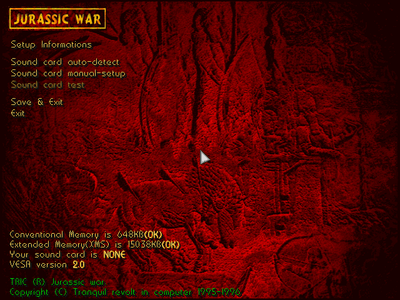 JURASSIC WAR
Setup Informations
Sound card auto-detect
Sound card manual-setup
Sound card test
Save & Exit
Exit
Conventional Memory is 648KB(OK)
Extended Memory(XMS) is 15038KB(OK)
Your sound card is NONE
VESA version 2.0
TRIC (R) Jurassic war
Copyright (C) Tranquil revolt in computer 1995-1996